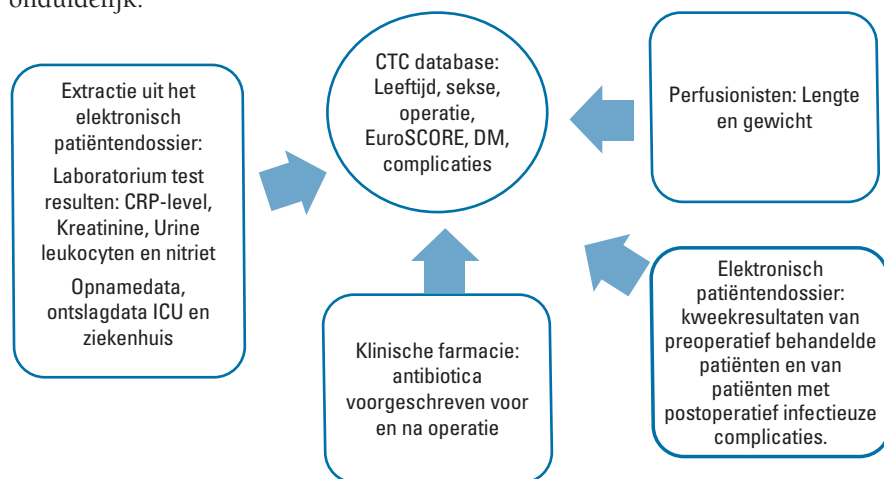 onduidelijk.
Extractie uit het
elektronisch
patiëntendossier:
Laboratorium test
resulten: CRP-level,
Kreatinine, Urine
leukocyten en nitriet
Opnamedata,
ontslagdata ICU en
ziekenhuis
CTC database:
Leeftijd, sekse,
operatie,
EuroSCORE, DM,
complicaties
Perfusionisten: Lengte
en gewicht
Klinische farmacie:
antibiotica
voorgeschreven voor
en na operatie
Elektronisch
patiëntendossier:
kweekresultaten van
preoperatief behandelde
patiënten en van
patiënten met
postoperatief infectieuze
complicaties.